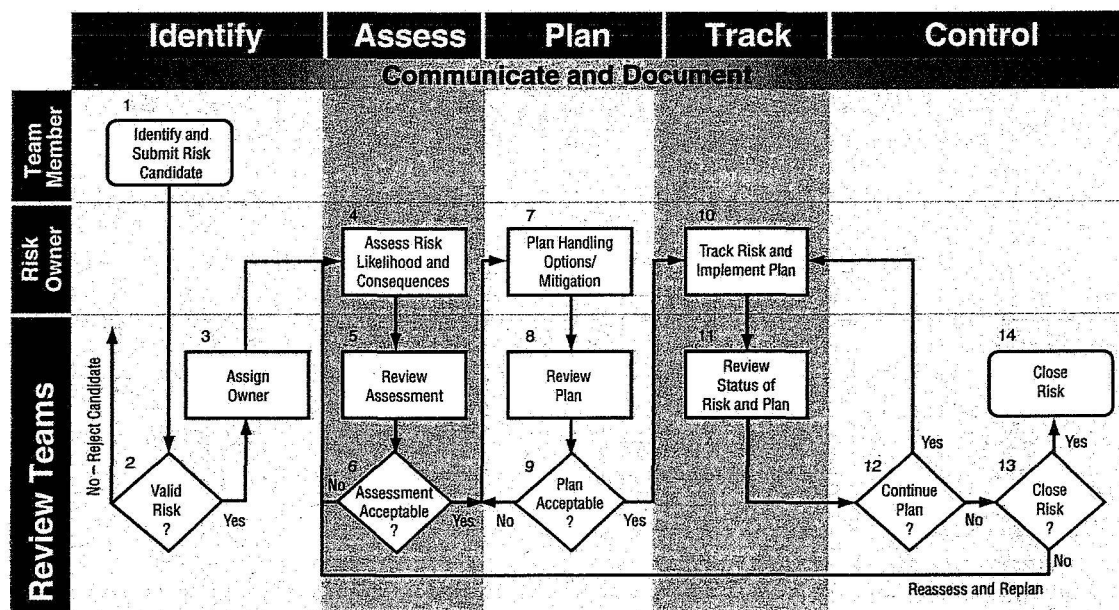 Identify
Assess
Plan
Track
Control
Communicate and Document
Team
Member
1
Identify and
Submit Risk
Candidate
Risk
Owner
4
Assess Risk
Likelihood and
Consequences
7
Plan Handling
Options/
Mitigation
10
Track Risk and
Implement Plan
Review Teams
No – Reject Candidate
3
Assign
Owner
5
Review
Assessment
8
Review
Plan
11
Review
Status of
Risk and Plan
14
Close
Risk
2
Valid
Risk
?
Yes
6
No
Assessment
Acceptable
?
Yes
9
Plan
Acceptable
?
No
Yes
12
Continue
Plan
?
Yes
No
13
Close
Risk
?
Yes
No
Reassess and Replan